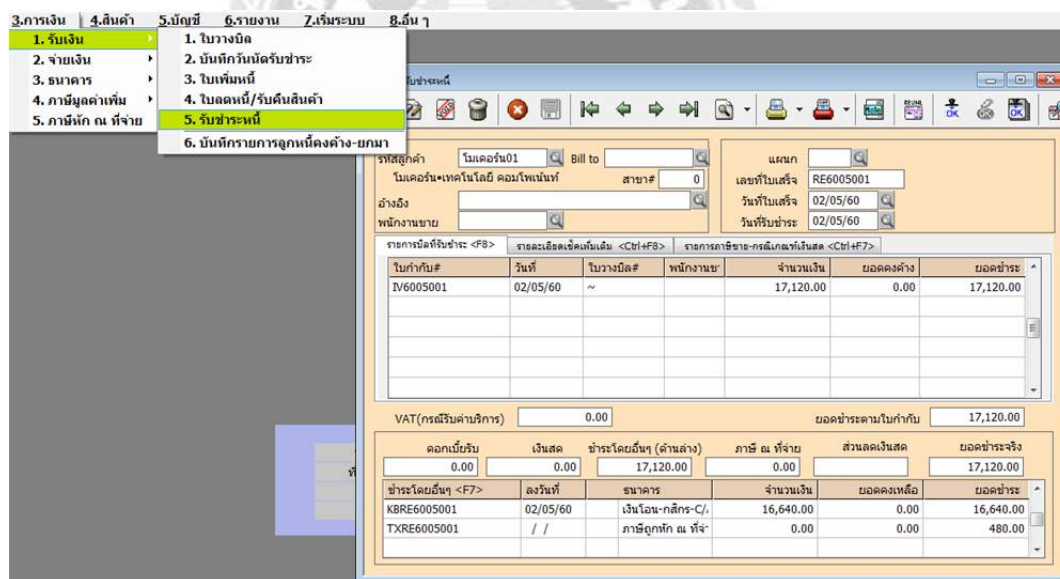 3.การเงิน 4.สินค้า 5.บัญชี 6.รายงาน 7.เริ่มระบบ 8.อื่น ๆ
1. รับเงิน
2. จ่ายเงิน
3. ธนาคาร
4. ภาษีมูลค่าเพิ่ม
5. ภาษีหัก ณ ที่จ่าย
1. ใบวางบิล
2. บันทึกวันนัดรับชำระ
3. ใบเพิ่มหนี้
4. ใบลดหนี้/รับคืนสินค้า
5. รับชำระหนี้
6. บันทึกรายการลูกหนี้คงค้าง-ยกมา
รับชำระหนี้
รหัสลูกค้า โมเดอร์น01 Bill to แผนก
โมเดอร์น•เทคโนโลยี คอมโพเน้นท์ สาขา# 0 เลขที่ใบเสร็จ RE6005001
อ้างอิง วันที่ใบเสร็จ 02/05/60
พนักงานขาย วันที่รับชำระ 02/05/60
รายการบิลที่รับชำระ <F8> รายละเอียดเช็คเพิ่มเติม <Ctrl+F8> รายการภาษีขาย-กรณีเกณฑ์เงินสด <Ctrl+F7>
ใบกำกับ# วันที่ ใบวางบิล# พนักงานข จำนวนเงิน ยอดคงค้าง ยอดชำระ
IV6005001 02/05/60 ~ 17,120.00 0.00 17,120.00
VAT(กรณีรับค่าบริการ) 0.00 ยอดชำระตามใบกำกับ 17,120.00
ดอกเบี้ยรับ เงินสด ชำระโดยอื่นๆ (ด้านล่าง) ภาษี ณ ที่จ่าย ส่วนลดเงินสด ยอดชำระจริง
0.00 0.00 17,120.00 0.00 17,120.00
ชำระโดยอื่นๆ <F7> ลงวันที่ ธนาคาร จำนวนเงิน ยอดคงเหลือ ยอดชำระ
KBRE6005001 02/05/60 เงินโอน-กสิกร-C/ 16,640.00 0.00 16,640.00
TXRE6005001 / / ภาษีถูกหัก ณ ที่จ่ 0.00 0.00 480.00